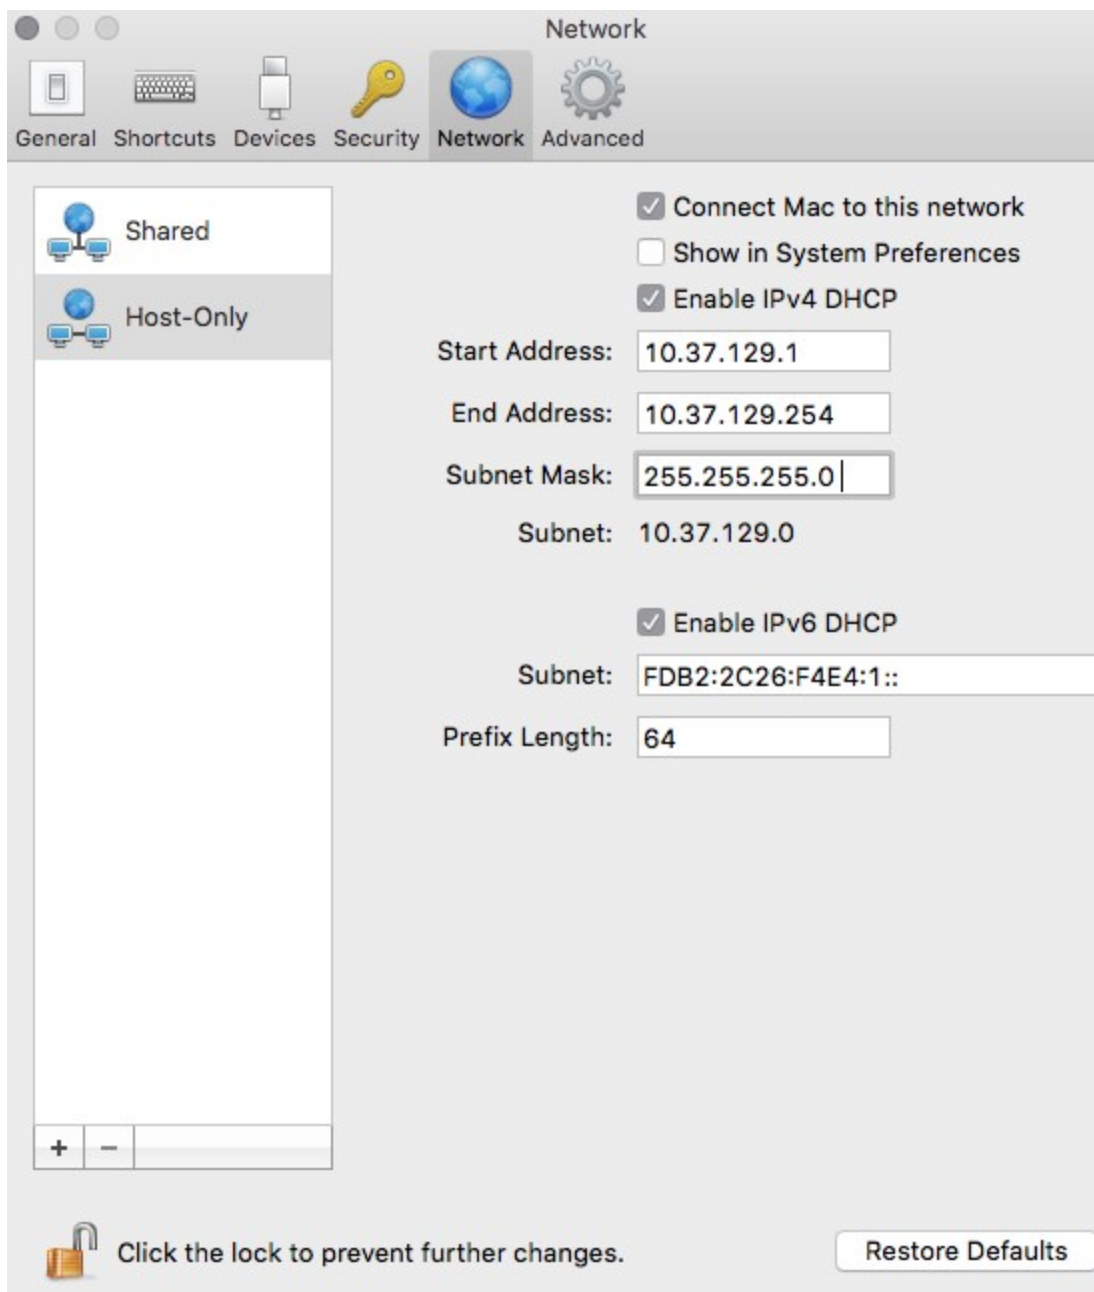 Network
General Shortcuts Devices Security Network Advanced
Shared
Host-Only
Connect Mac to this network
Show in System Preferences
Enable IPv4 DHCP
Start Address: 10.37.129.1
End Address: 10.37.129.254
Subnet Mask: 255.255.255.0
Subnet: 10.37.129.0
Enable IPv6 DHCP
Subnet: FDB2:2C26:F4E4:1::
Prefix Length: 64
+ −
Click the lock to prevent further changes. Restore Defaults